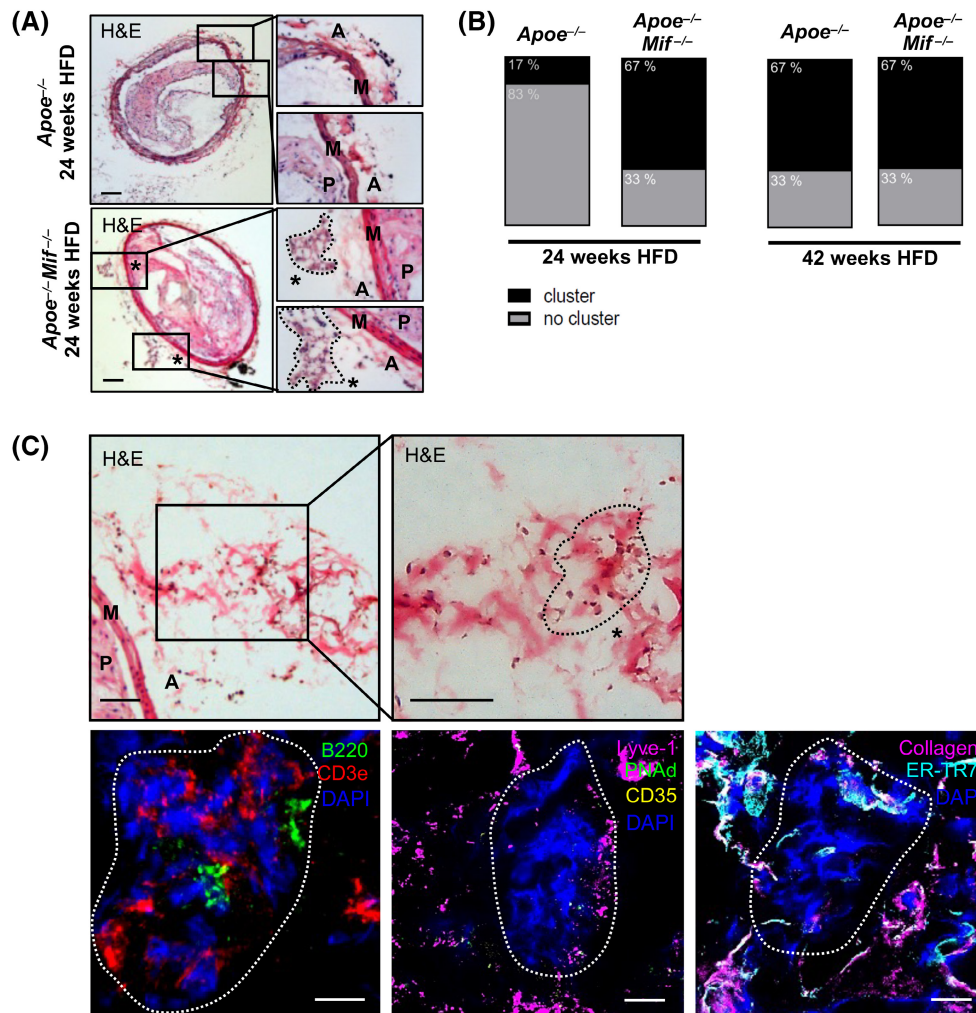 (A)
H&E
Apoe–/–
24 weeks HFD
A
M
M
P
A
H&E
Apoe–/– Mif–/–
24 weeks HFD
*
*
M
P
*
A
M
P
A
*
(B)
Apoe–/–
Apoe–/–
Mif–/–
Apoe–/–
Apoe–/–
Mif–/–
17 %
83 %
67 %
33 %
67 %
33 %
67 %
33 %
24 weeks HFD
42 weeks HFD
cluster
no cluster
(C)
H&E
M
P
A
H&E
*
B220
CD3e
DAPI
Lyve-1
PNAd
CD35
DAPI
Collagen
ER-TR7
DAPI